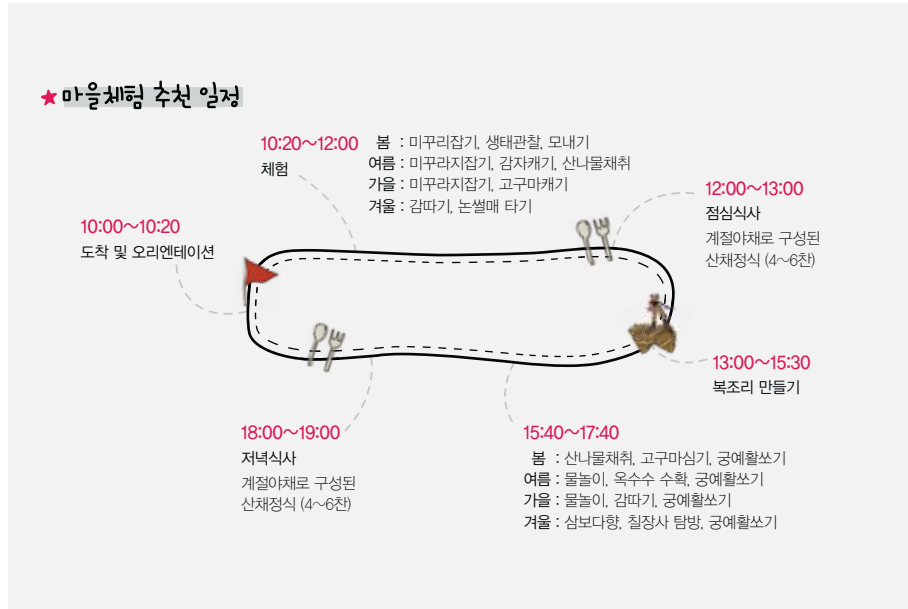 ★ 마을체험 추천 일정
10:00~10:20
도착 및 오리엔테이션
10:20~12:00
체험
봄 : 미꾸리잡기, 생태관찰, 모내기
여름 : 미꾸라지잡기, 감자캐기, 산나물채취
가을 : 미꾸라지잡기, 고구마캐기
겨울 : 감따기, 논썰매 타기
12:00~13:00
점심식사
계절야채로 구성된
산채정식 (4~6찬)
13:00~15:30
복조리 만들기
15:40~17:40
봄 : 산나물채취, 고구마심기, 궁예활쏘기
여름 : 물놀이, 옥수수 수확, 궁예활쏘기
가을 : 물놀이, 감따기, 궁예활쏘기
겨울 : 삼보다향, 칠장사 탐방, 궁예활쏘기
18:00~19:00
저녁식사
계절야채로 구성된
산채정식 (4~6찬)